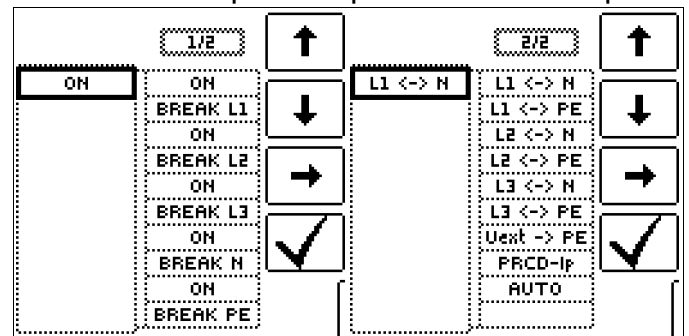 1/2
ON
ON
BREAK L1
ON
BREAK L2
ON
BREAK L3
ON
BREAK N
ON
BREAK PE
2/2
L1 <-> N
L1 <-> N
L1 <-> PE
L2 <-> N
L2 <-> PE
L3 <-> N
L3 <-> PE
Uext -> PE
PRCD-Ip
AUTO